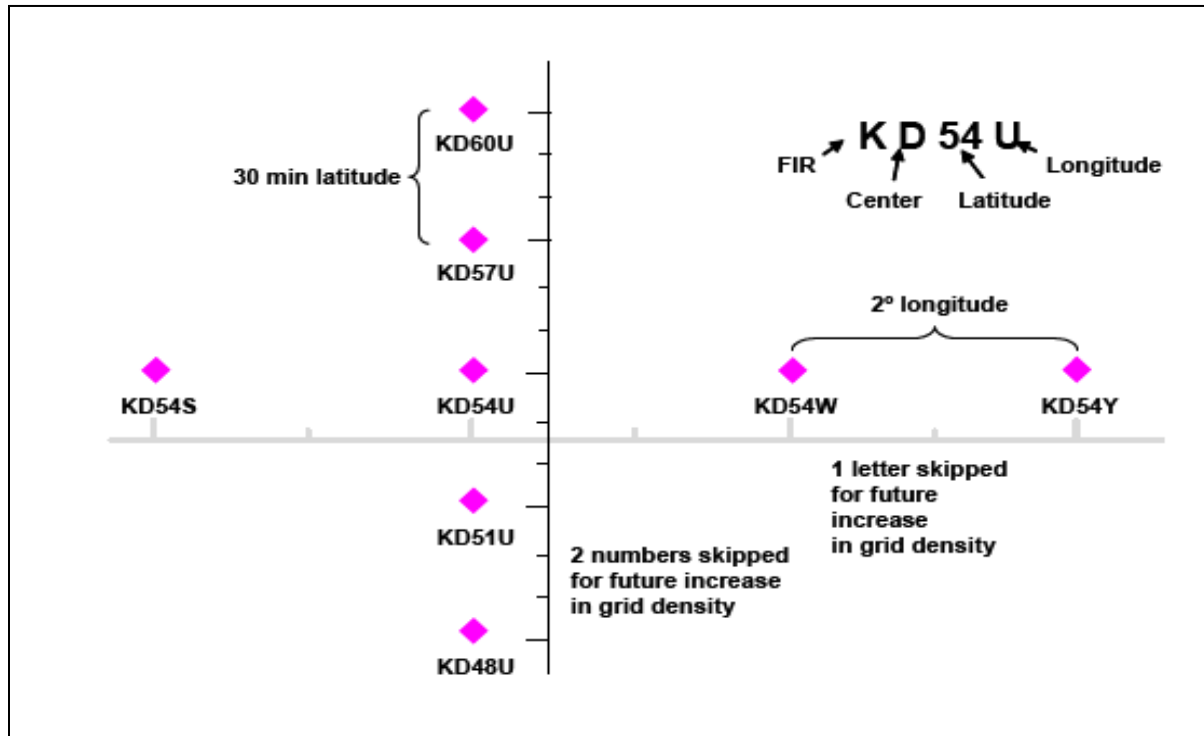 KD60U
30 min latitude
KD57U
K D 54 U
FIR
Longitude
Center
Latitude
2º longitude
KD54S
KD54U
KD54W
KD54Y
1 letter skipped
for future
increase
in grid density
KD51U
2 numbers skipped
for future increase
in grid density
KD48U